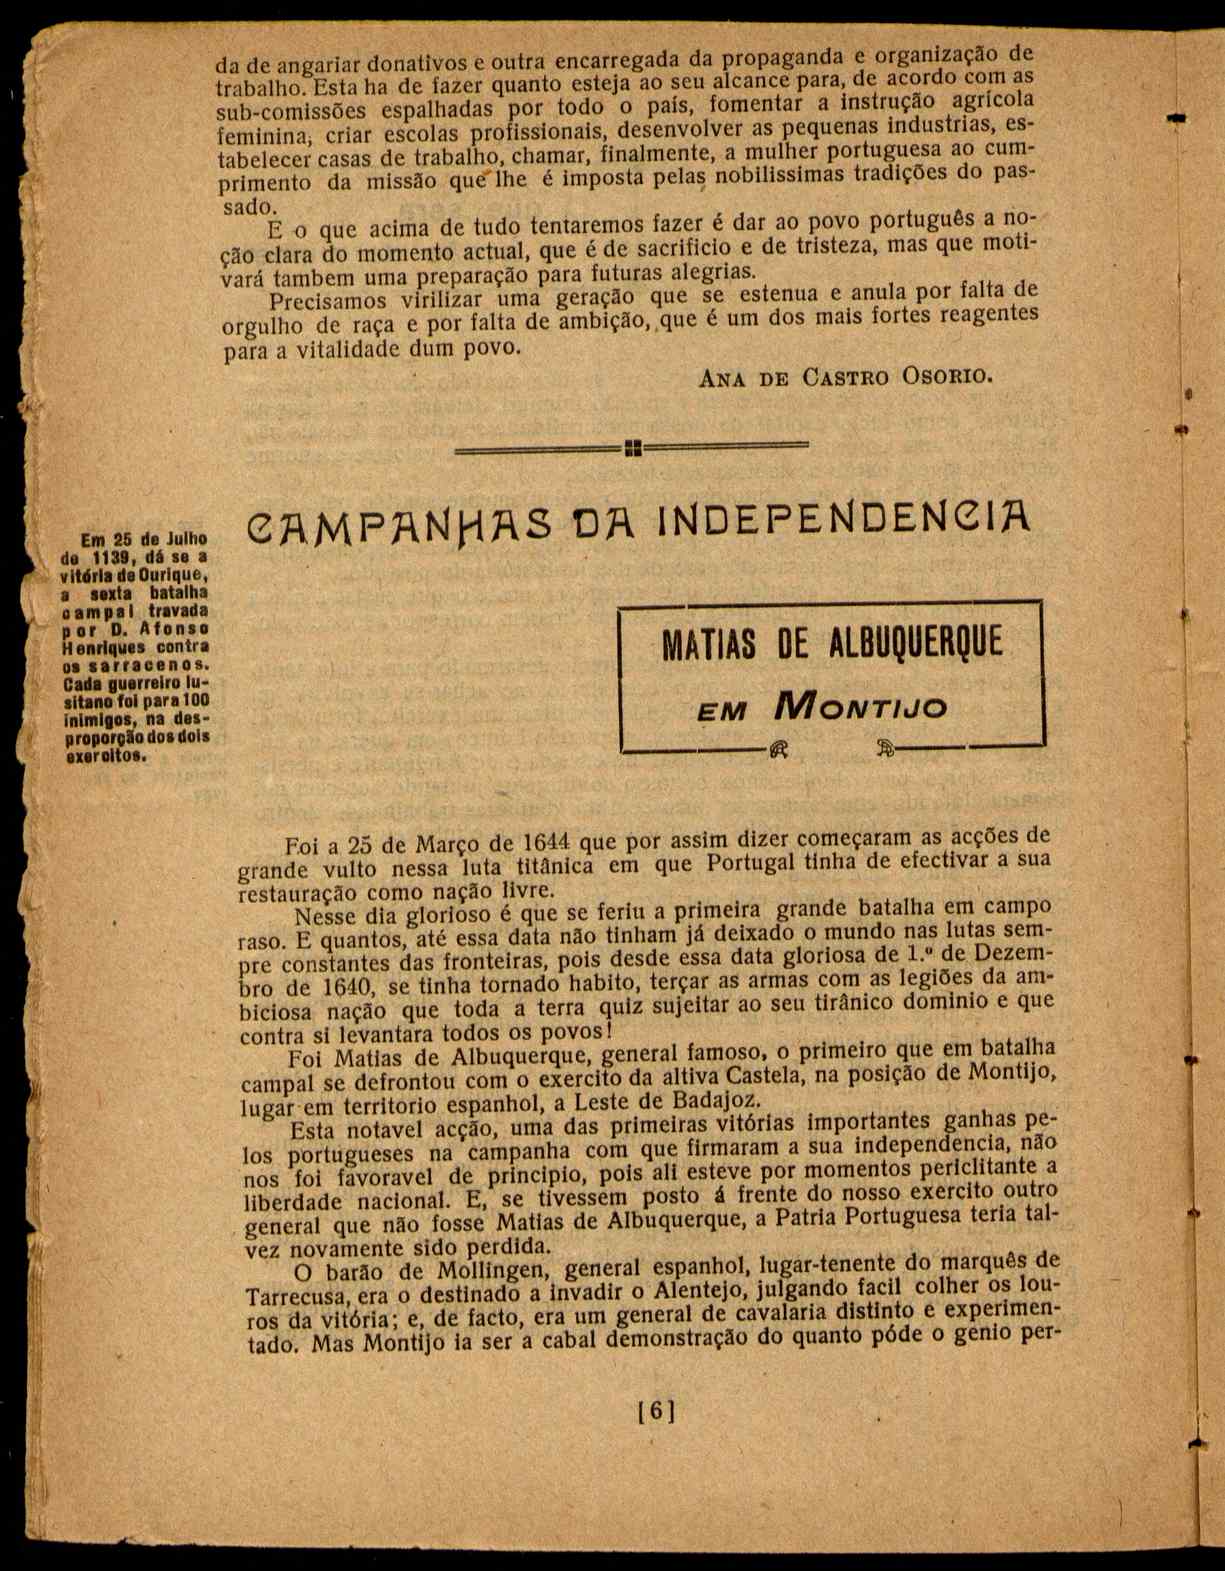 da de angariar donativos e outra encarregada da propaganda e organização de
trabalho. Esta ha de fazer quanto esteja ao seu alcance para, de acordo com as
sub-comissões espalhadas por todo o país, fomentar a instrução agrícola
feminina, criar escolas profissionais, desenvolver as pequenas industrias, es-
tabelecer casas de trabalho, chamar, finalmente, a mulher portuguesa ao cum-
primento da missão que lhe é imposta pelas nobilissimas tradições do pas-
sado.
E o que acima de tudo tentaremos fazer é dar ao povo português a no-
ção clara do momento actual, que é de sacrificio e de tristeza, mas que moti-
vará tambem uma preparação para futuras alegrias.
Precisamos virilizar uma geração que se estenua e anula por falta de
orgulho de raça e por falta de ambição, que é um dos mais fortes reagentes
para a vitalidade dum povo.
ANA DE CASTRO OSORIO.
CAMPANHAS DA INDEPENDENCIA
Em 25 de Julho
de 1139, dá se a
vitória de Ourique,
a sexta batalha
campal travada
por D. Afonso
Henriques contra
os sarracenos.
Cada guerreiro lu-
sitano foi para 100
inimigos, na des-
proporção dos dois
exercitos.
MATIAS DE ALBUQUERQUE
EM MONTIJO
Foi a 25 de Março de 1644 que por assim dizer começaram as acções de
grande vulto nessa luta titânica em que Portugal tinha de efectivar a sua
restauração como nação livre.
Nesse dia glorioso é que se feriu a primeira grande batalha em campo
raso. E quantos, até essa data não tinham já deixado o mundo nas lutas sem-
pre constantes das fronteiras, pois desde essa data gloriosa de 1.º de Dezem-
bro de 1640, se tinha tornado habito, terçar as armas com as legiões da am-
biciosa nação que toda a terra quiz sujeitar ao seu tirânico dominio e que
contra si levantara todos os povos!
Foi Matias de Albuquerque, general famoso, o primeiro que em batalha
campal se defrontou com o exercito da altiva Castela, na posição de Montijo,
lugar em territorio espanhol, a Leste de Badajoz.
Esta notavel acção, uma das primeiras vitórias importantes ganhas pe-
los portugueses na campanha com que firmaram a sua independencia, não
nos foi favoravel de principio, pois ali esteve por momentos periclitante a
liberdade nacional. E, se tivessem posto á frente do nosso exercito outro
general que não fosse Matias de Albuquerque, a Patria Portuguesa teria tal-
vez novamente sido perdida.
O barão de Mollingen, general espanhol, lugar-tenente do marquês de
Tarrecusa, era o destinado a invadir o Alentejo, julgando facil colher os lou-
ros da vitória; e, de facto, era um general de cavalaria distinto e experimen-
tado. Mas Montijo ia ser a cabal demonstração do quanto póde o genio per-
[6]